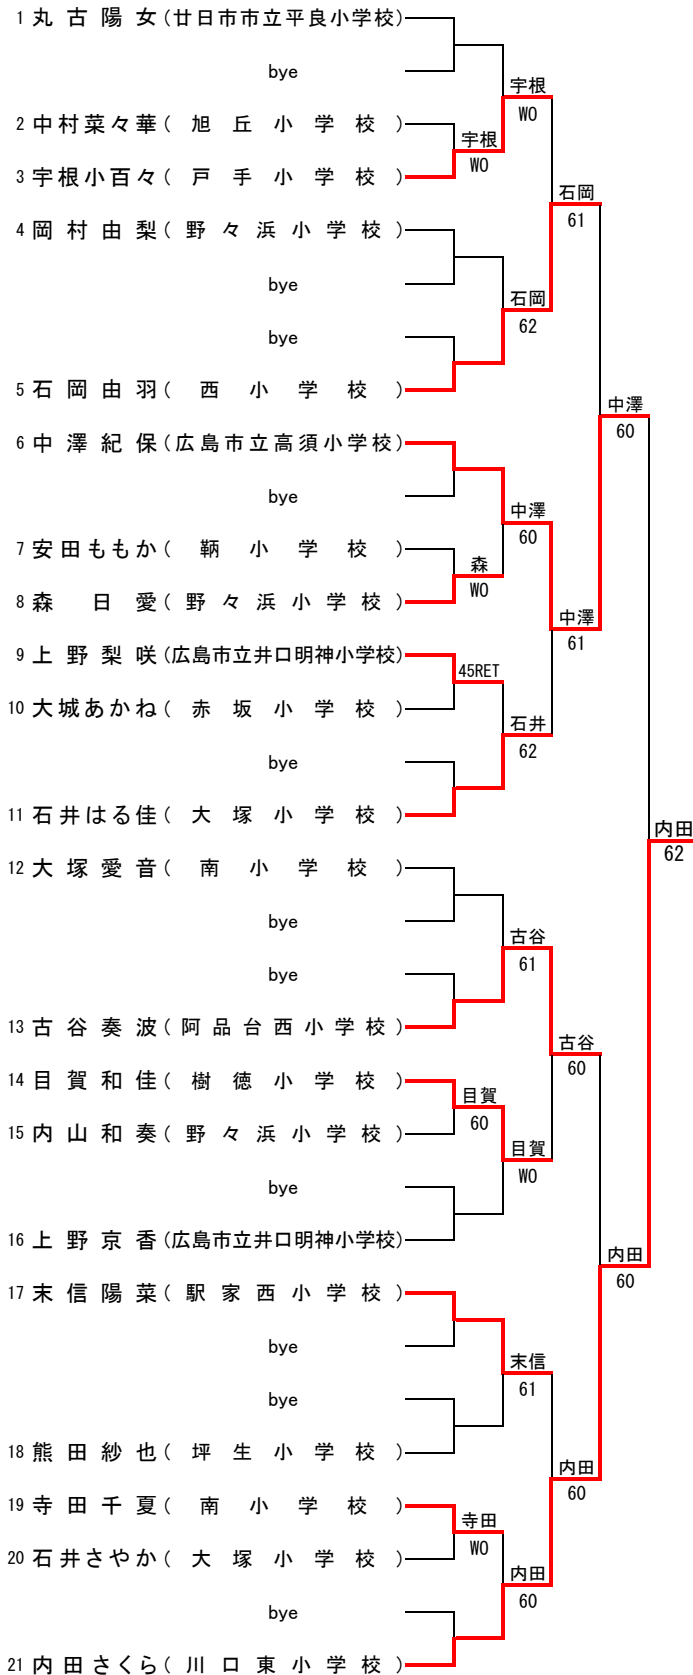 1 丸古陽女(廿日市市立平良小学校)
bye
宇根
WO
2 中村菜々華(旭丘小学校)
宇根
WO
3 宇根小百々(戸手小学校)
石岡
61
4 岡村由梨(野々浜小学校)
bye
石岡
62
bye
5 石岡由羽(西小学校)
中澤
60
6 中澤紀保(広島市立高須小学校)
bye
中澤
60
7 安田ももか(鞆小学校)
森
WO
8 森日愛(野々浜小学校)
中澤
61
9 上野梨咲(広島市立井口明神小学校)
45RET
10 大城あかね(赤坂小学校)
石井
62
bye
11 石井はる佳(大塚小学校)
内田
62
12 大塚愛音(南小学校)
bye
古谷
61
bye
13 古谷奏波(阿品台西小学校)
古谷
60
14 目賀和佳(樹徳小学校)
目賀
60
15 内山和奏(野々浜小学校)
目賀
WO
bye
16 上野京香(広島市立井口明神小学校)
内田
60
17 末信陽菜(駅家西小学校)
bye
末信
61
bye
18 熊田紗也(坪生小学校)
内田
60
19 寺田千夏(南小学校)
寺田
WO
20 石井さやか(大塚小学校)
内田
60
bye
21 内田さくら(川口東小学校)